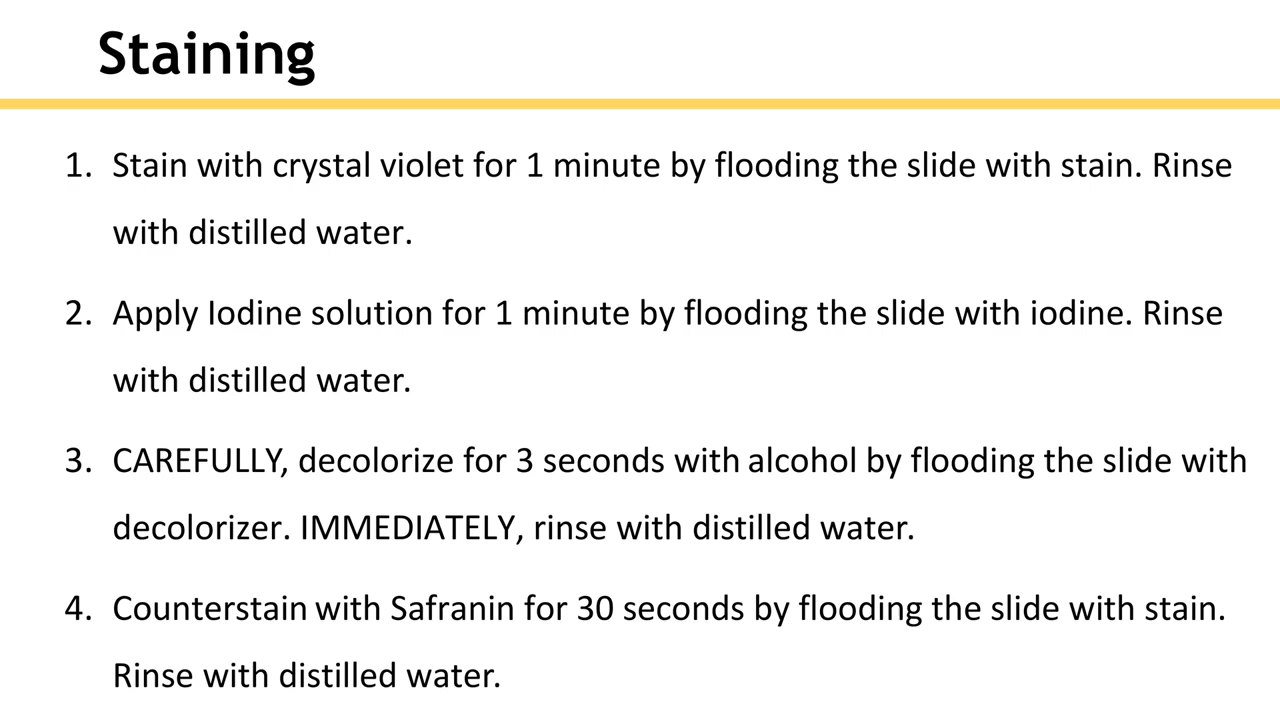 Staining
1. Stain with crystal violet for 1 minute by flooding the slide with stain. Rinse
with distilled water.
2. Apply Iodine solution for 1 minute by flooding the slide with iodine. Rinse
with distilled water.
3. CAREFULLY, decolorize for 3 seconds with alcohol by flooding the slide with
decolorizer. IMMEDIATELY, rinse with distilled water.
4. Counterstain with Safranin for 30 seconds by flooding the slide with stain.
Rinse with distilled water.